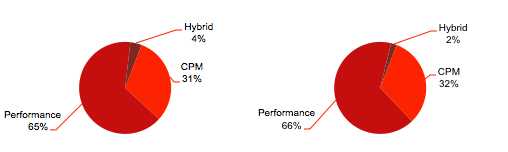 Hybrid
4%
CPM
31%
Performance
65%
Hybrid
2%
CPM
32%
Performance
66%